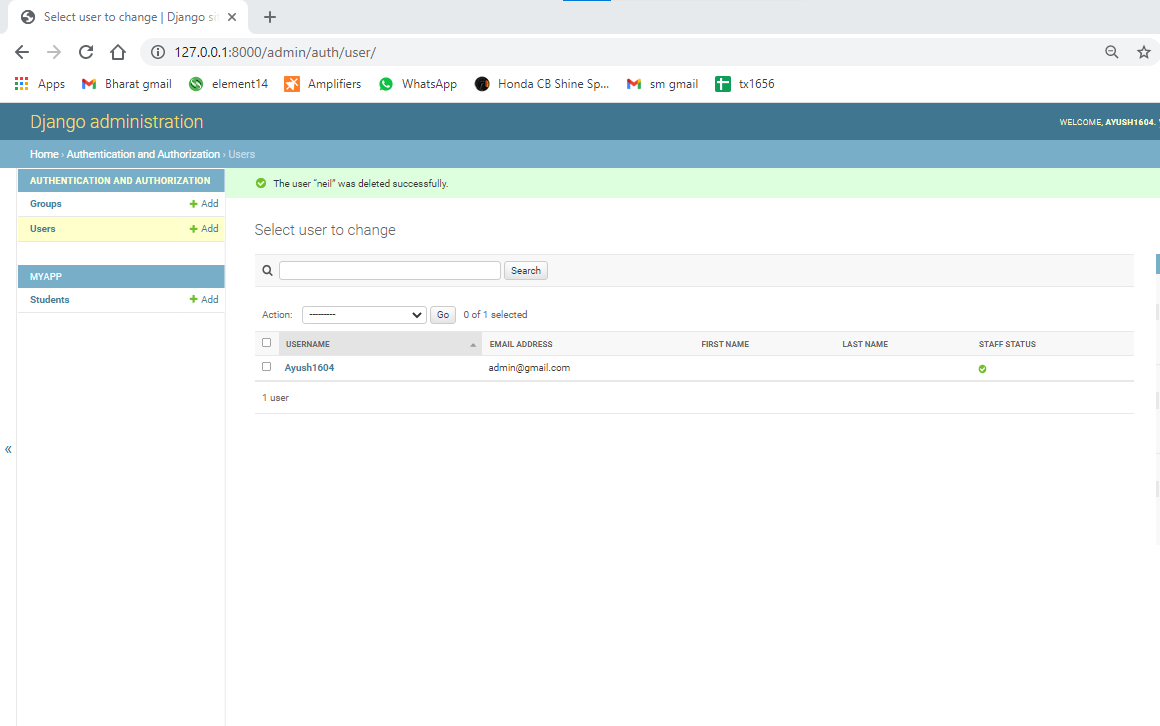 Select user to change | Django si
127.0.0.1:8000/admin/auth/user/
Apps Bharat gmail element14 Amplifiers WhatsApp Honda CB Shine Sp... sm gmail tx1656
Django administration
WELCOME, AYUSH1604.
Home › Authentication and Authorization › Users
AUTHENTICATION AND AUTHORIZATION
Groups + Add
Users + Add
MYAPP
Students + Add
«
The user “neil” was deleted successfully.
Select user to change
Search
Action: --------- Go 0 of 1 selected
USERNAME EMAIL ADDRESS FIRST NAME LAST NAME STAFF STATUS
Ayush1604 admin@gmail.com
1 user